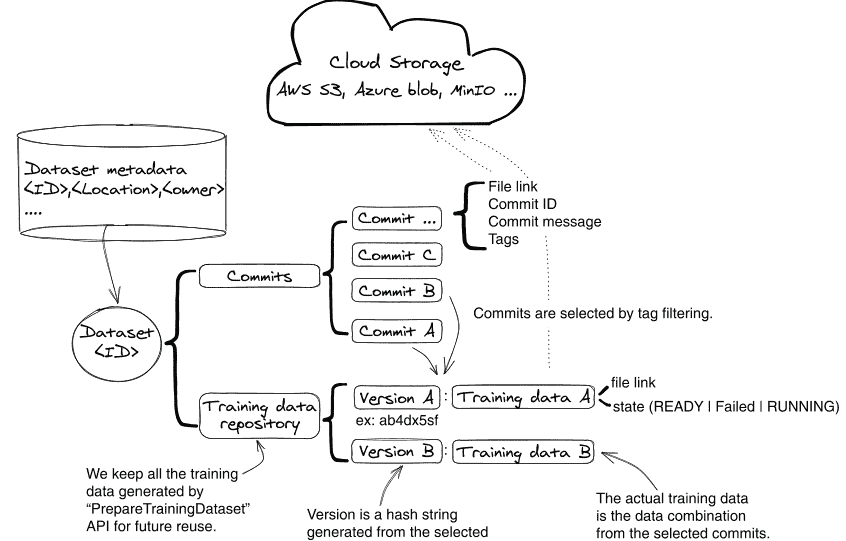 Cloud Storage
AWS S3, Azure blob, MinIO ...
Dataset metadata
<ID>,<Location>,<owner>
....
File link
Commit ID
Commit message
Tags
Commit ...
Commit C
Commit B
Commit A
Commits
Commits are selected by tag filtering.
Dataset
<ID>
Training data
repository
Version A : Training data A
ex: ab4dx5sf
file link
state (READY | Failed | RUNNING)
Version B : Training data B
We keep all the training
data generated by
“PrepareTrainingDataset”
API for future reuse.
Version is a hash string
generated from the selected
The actual training data
is the data combination
from the selected commits.